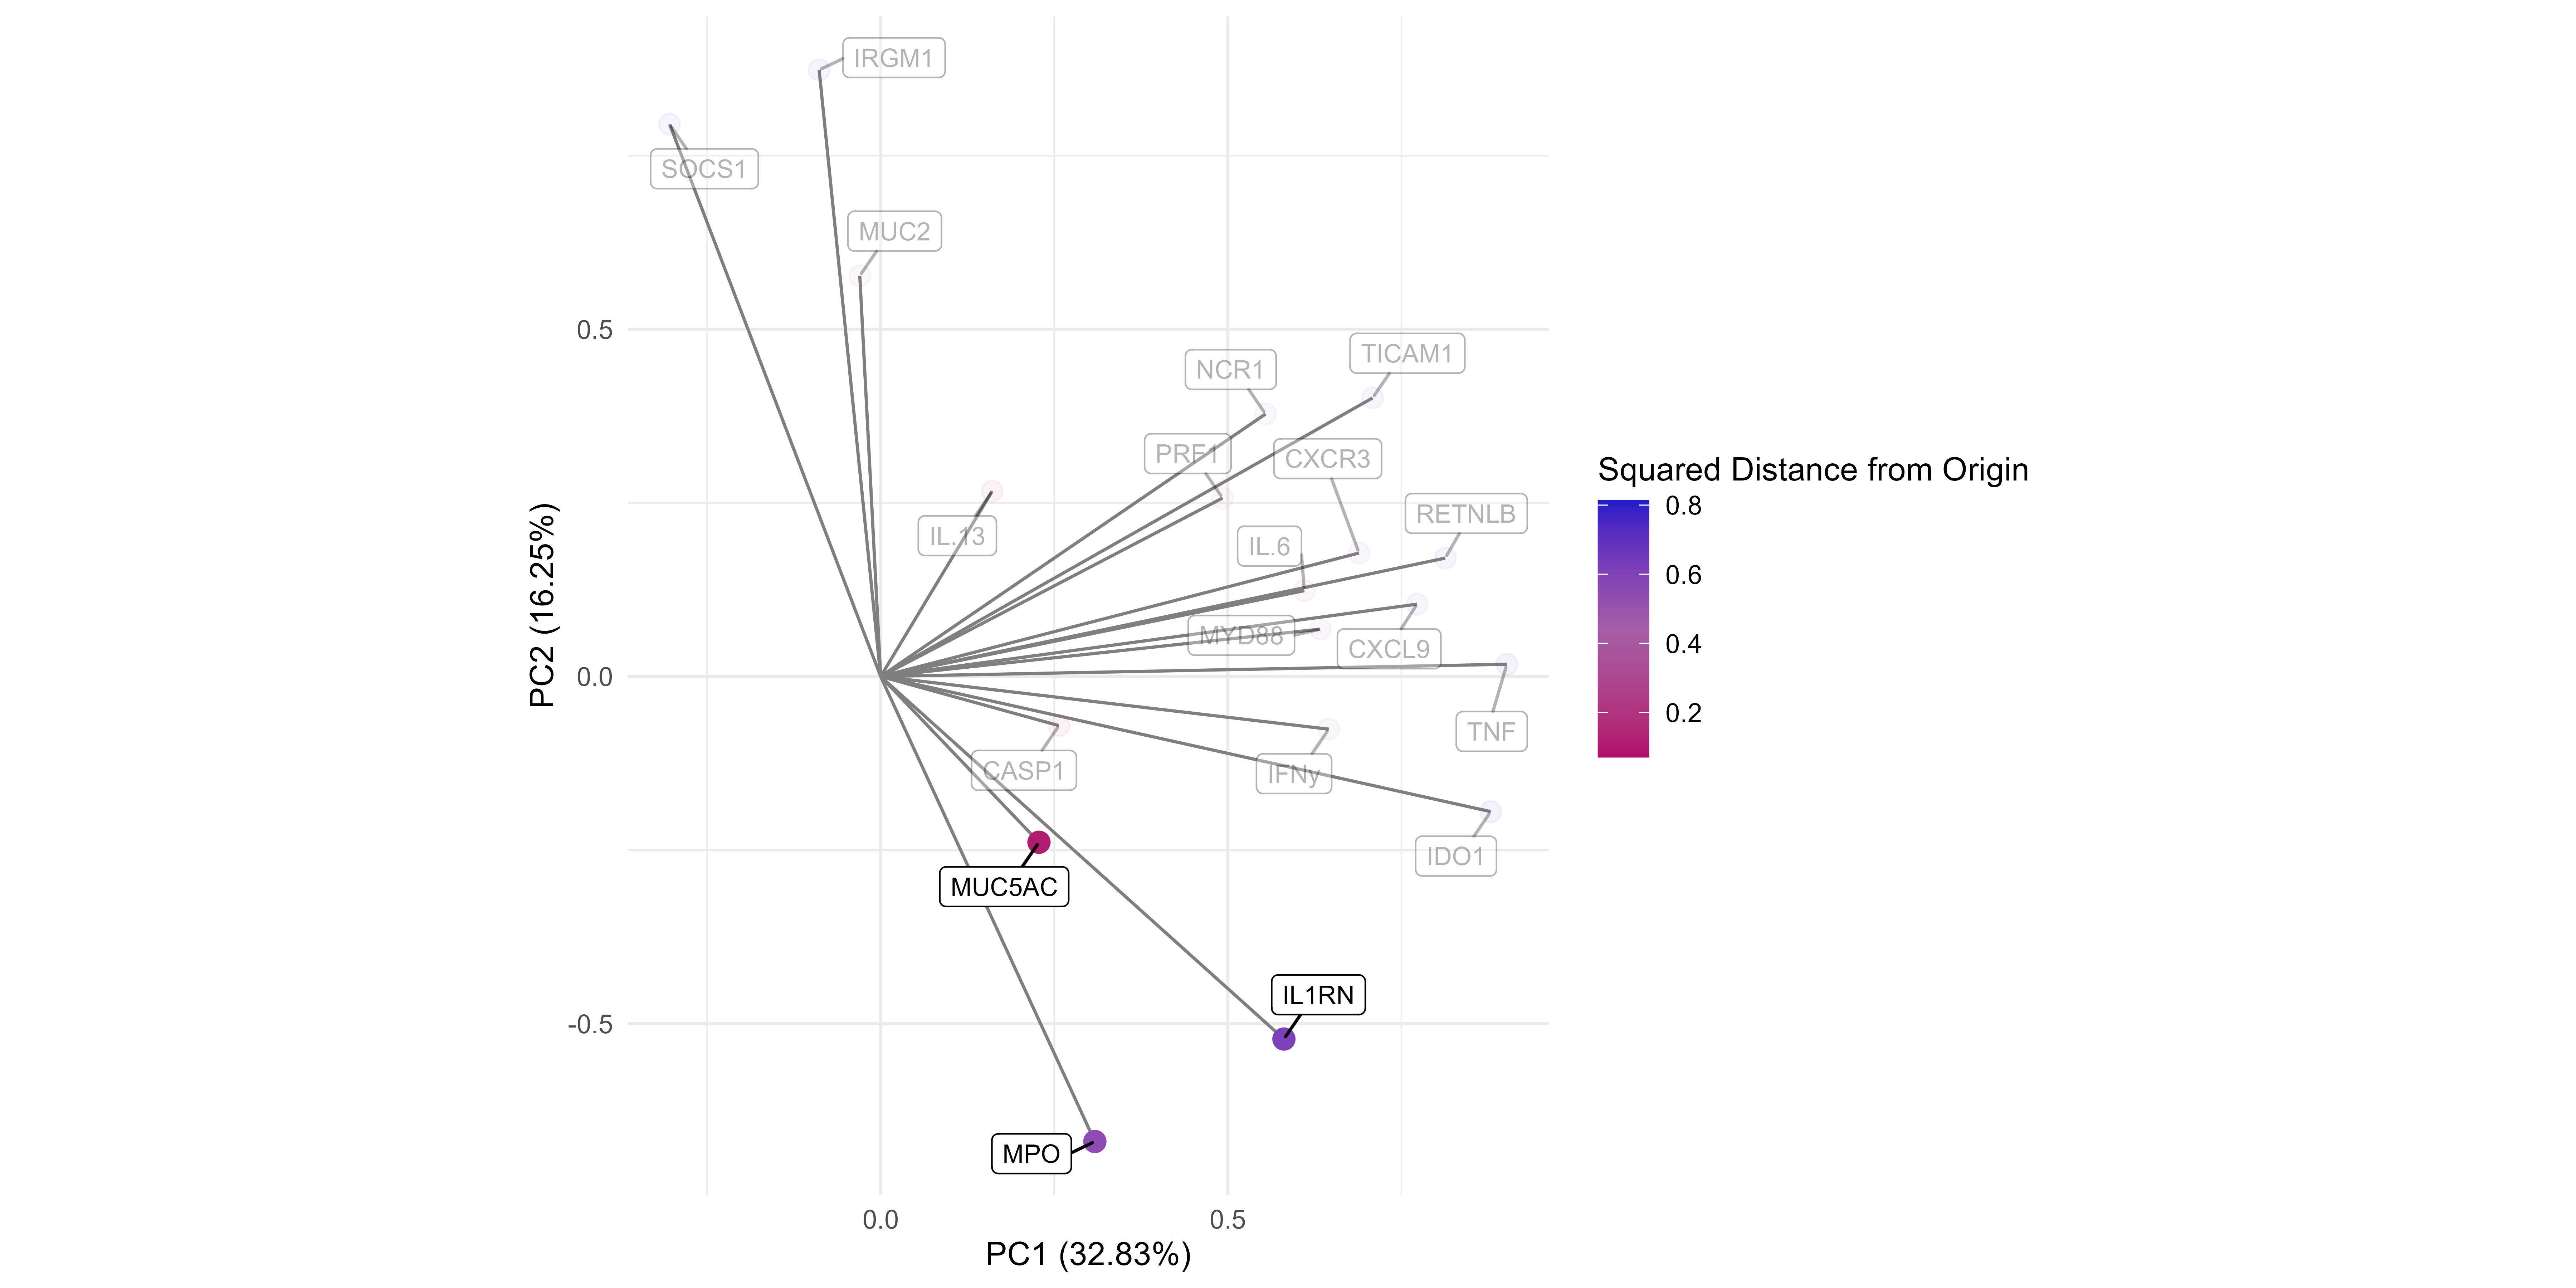 IRGM1
SOCS1
MUC2
0.5
TICAM1
NCR1
PRF1
CXCR3
Squared Distance from Origin
0.8
RETNLB
IL.13
IL.6
0.6
MYD88
CXCL9
0.4
PC2 (16.25%)
0.0
TNF
0.2
CASP1
IFNy
IDO1
MUC5AC
IL1RN
-0.5
MPO
0.0
0.5
PC1 (32.83%)